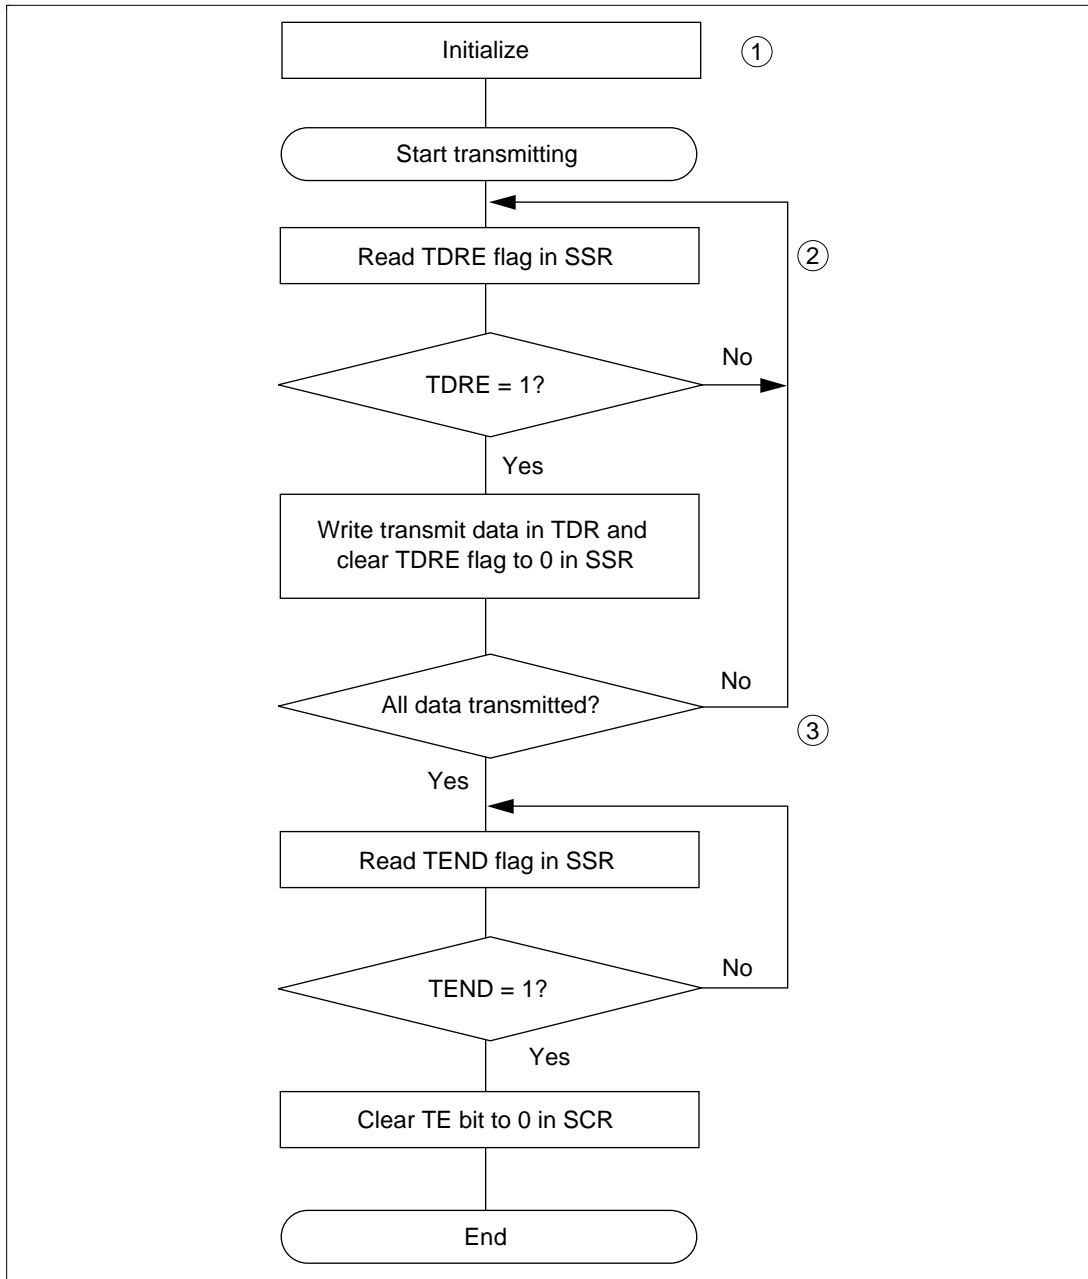 Initialize
①
Start transmitting
Read TDRE flag in SSR
②
TDRE = 1?
No
Yes
Write transmit data in TDR and
clear TDRE flag to 0 in SSR
All data transmitted?
No
③
Yes
Read TEND flag in SSR
TEND = 1?
No
Yes
Clear TE bit to 0 in SCR
End